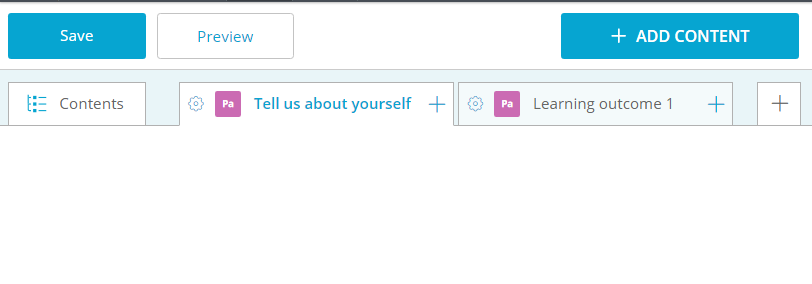 Save
Preview
+ ADD CONTENT
Contents
Pa Tell us about yourself +
Pa Learning outcome 1 +
+